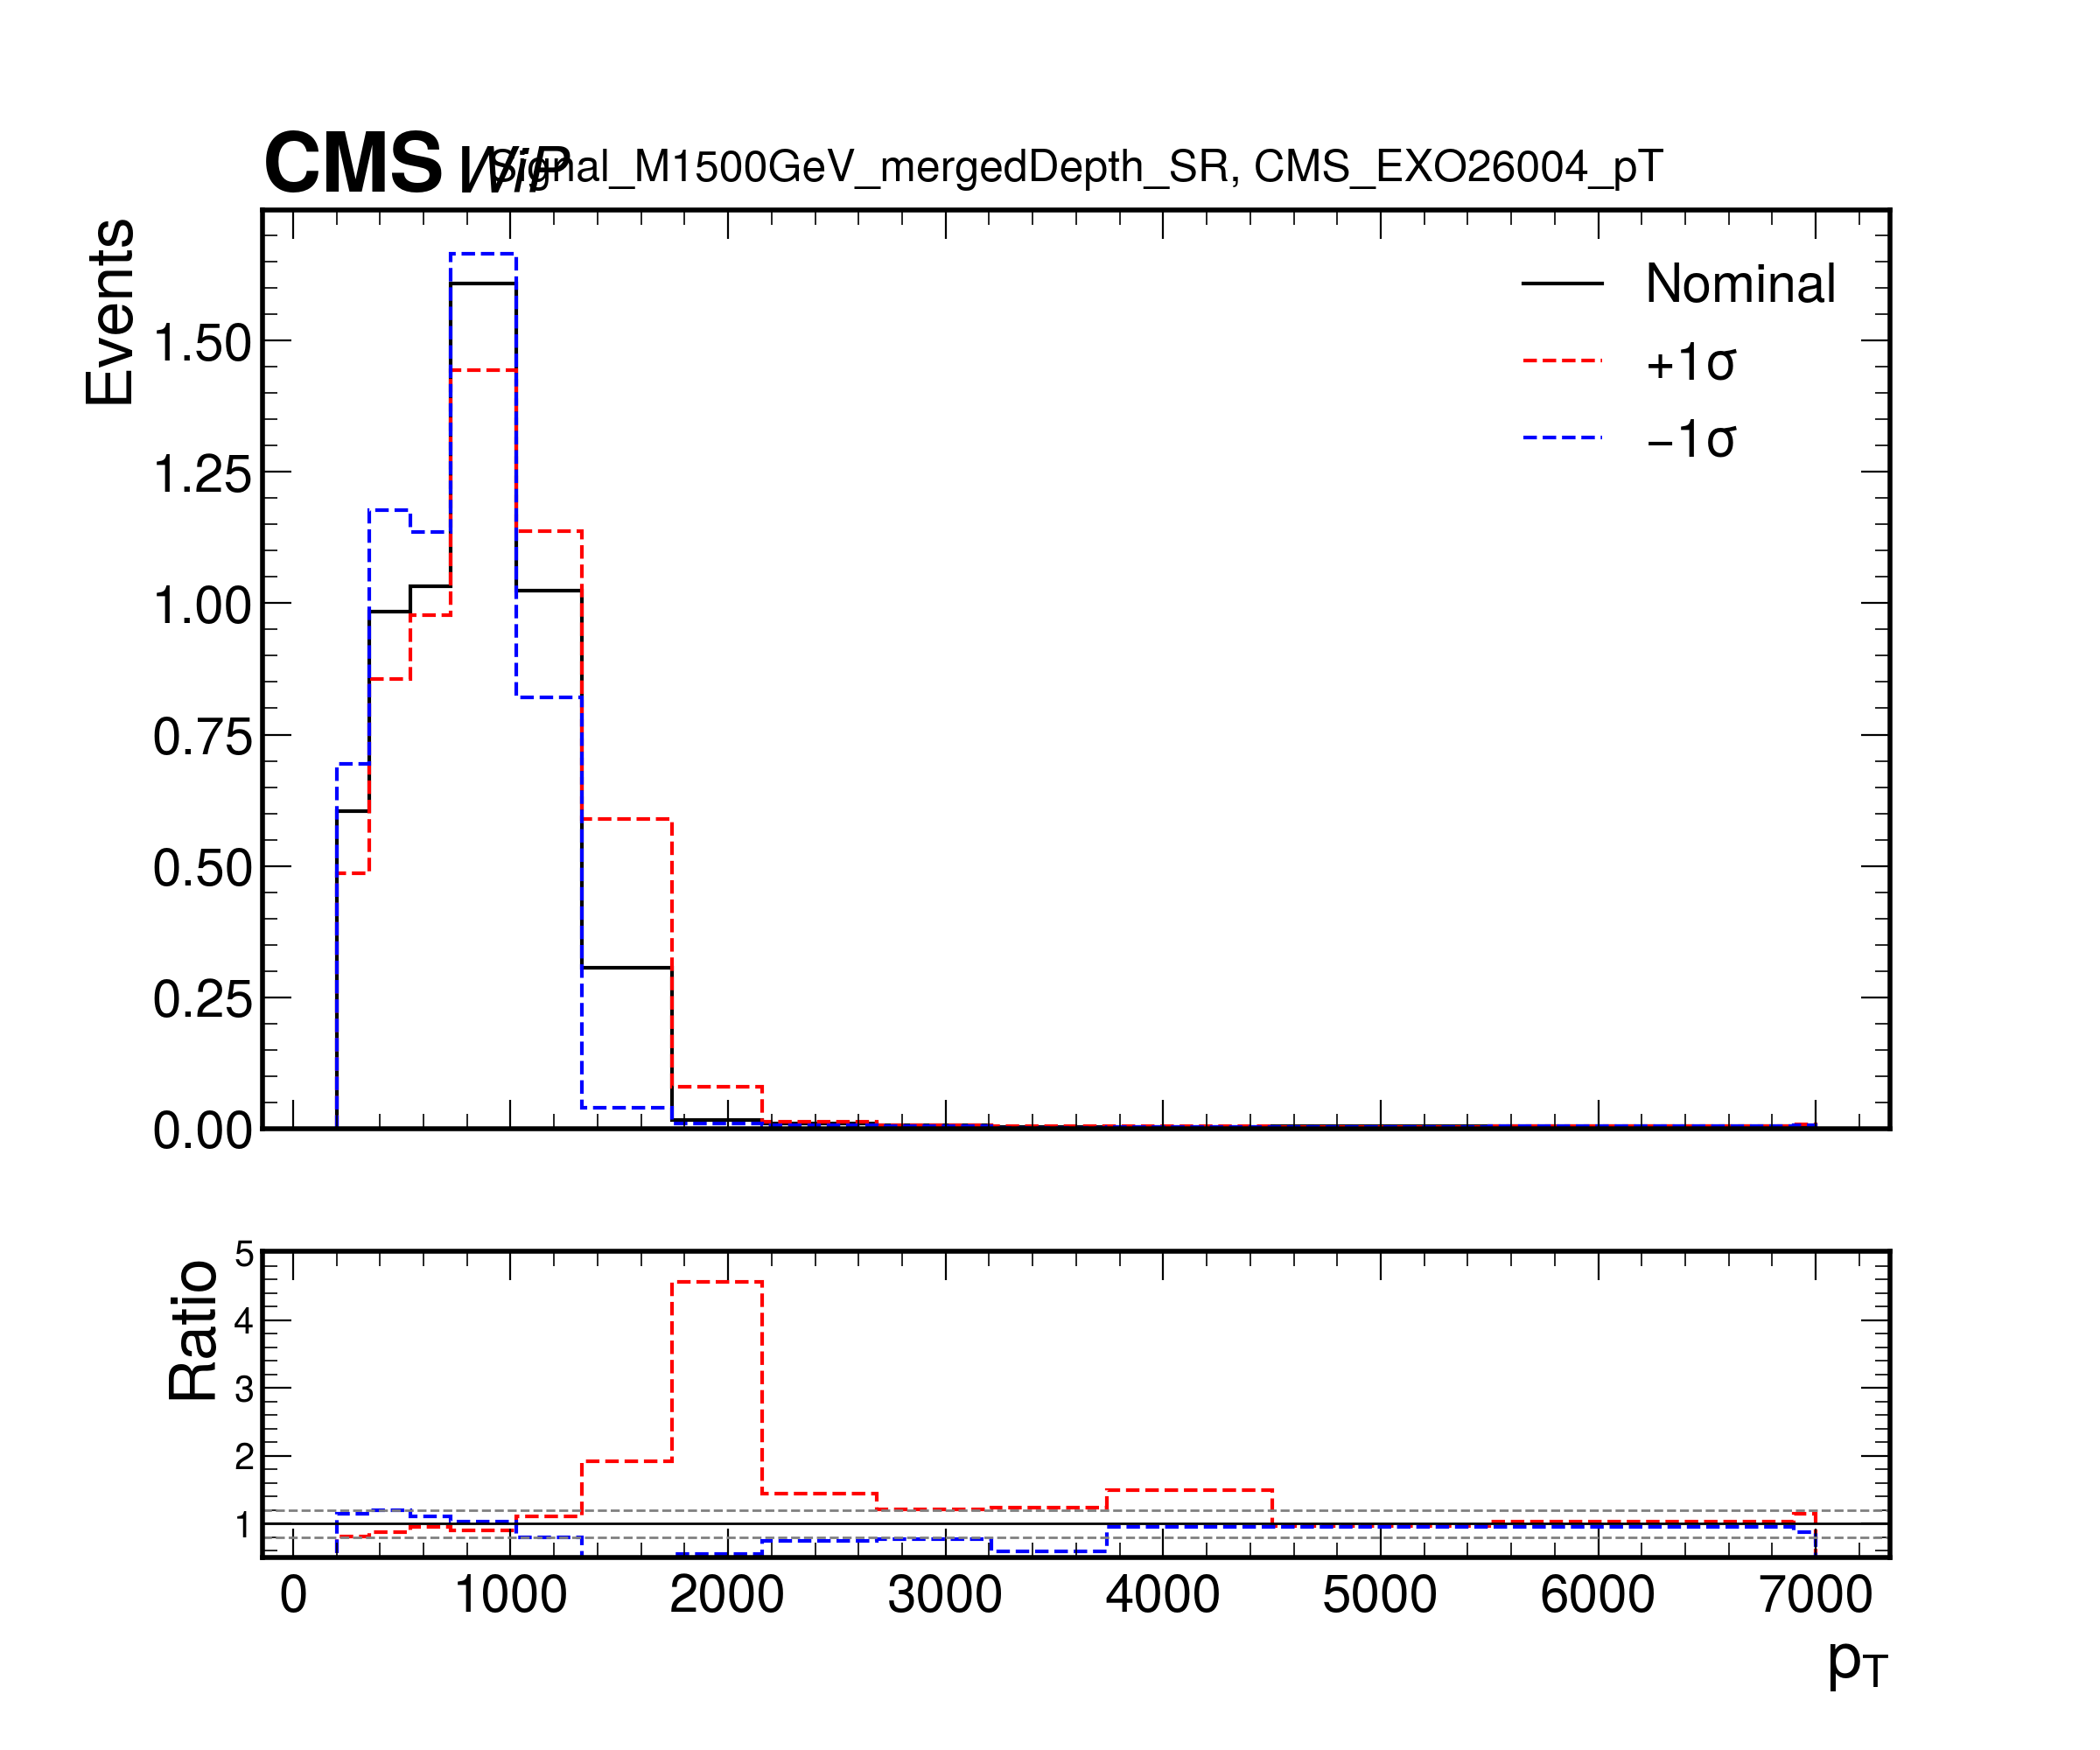 CMS WiP Signal_M1500GeV_mergedDepth_SR, CMS_EXO26004_pT
Events
1.50
1.25
1.00
0.75
0.50
0.25
0.00
Nominal
+1σ
−1σ
Ratio
5
4
3
2
1
0 1000 2000 3000 4000 5000 6000 7000
pT